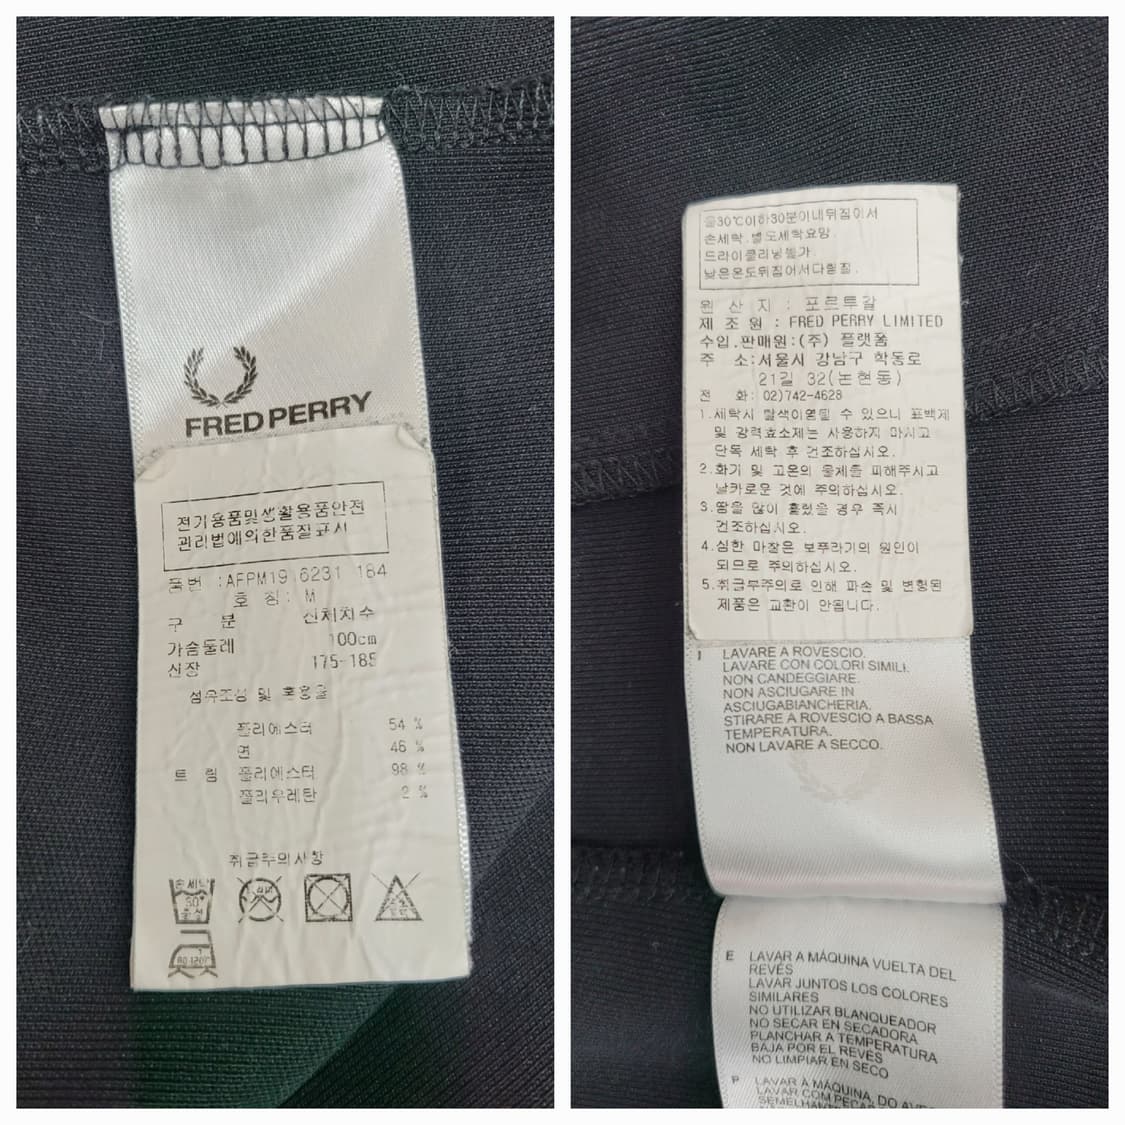 FRED PERRY
전기용품및생활용품안전
관리법에의한품질표시
품번 :AFPM19 6231 184
호 칭: M
구 분 신체치수
가슴둘레 100cm
신장 175-185
섬유조성 및 혼용율
폴리에스터 54 %
면 46 %
트 림 폴리에스터 98 %
폴리우레탄 2 %
취급주의사항
손세탁
30°
중성
80-120°
물30℃이하30분이내뒤집어서
손세탁.별도세탁요망.
드라이클리닝불가.
낮은온도뒤집어서다림질.
원 산 지 : 포르투갈
제 조 원 : FRED PERRY LIMITED
수입.판매원:(주) 플랫폼
주 소:서울시 강남구 학동로
21길 32(논현동)
전 화: 02)742-4628
1.세탁시 탈색이염될 수 있으니 표백제
및 강력효소제는 사용하지 마시고
단독 세탁 후 건조하십시오.
2.화기 및 고온의 물체를 피해주시고
날카로운 것에 주의하십시오.
3.땀을 많이 흘렸을 경우 즉시
건조하십시오.
4.심한 마찰은 보푸라기의 원인이
되므로 주의하십시오.
5.취급부주의로 인해 파손 및 변형된
제품은 교환이 안됩니다.
I LAVARE A ROVESCIO.
LAVARE CON COLORI SIMILI.
NON CANDEGGIARE.
NON ASCIUGARE IN
ASCIUGABIANCHERIA.
STIRARE A ROVESCIO A BASSA
TEMPERATURA.
NON LAVARE A SECCO.
E LAVAR A MÁQUINA VUELTA DEL
REVÉS
LAVAR JUNTOS LOS COLORES
SIMILARES
NO UTILIZAR BLANQUEADOR
NO SECAR EN SECADORA
PLANCHAR A TEMPERATURA
BAJA POR EL REVÉS
NO LIMPIAR EN SECO
P LAVAR À MÁQUINA, DO
LAVAR COM